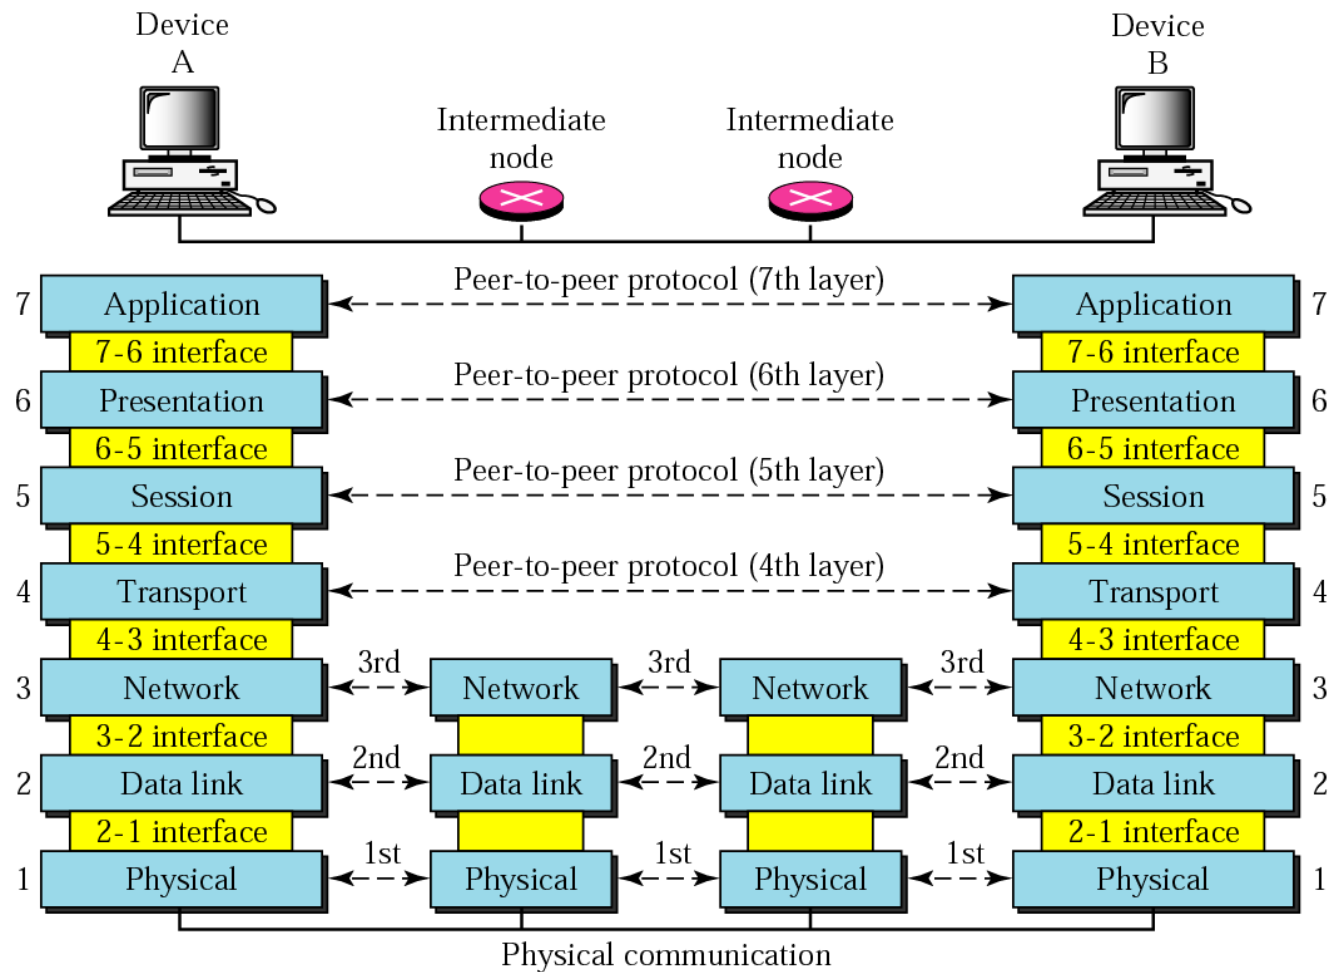 Device
A
Device
B
Intermediate
node
Intermediate
node
Peer-to-peer protocol (7th layer)
7 Application Application 7
7-6 interface 7-6 interface
Peer-to-peer protocol (6th layer)
6 Presentation Presentation 6
6-5 interface 6-5 interface
Peer-to-peer protocol (5th layer)
5 Session Session 5
5-4 interface 5-4 interface
Peer-to-peer protocol (4th layer)
4 Transport Transport 4
4-3 interface 4-3 interface
3rd 3rd 3rd
3 Network Network Network Network 3
3-2 interface 3-2 interface
2nd 2nd 2nd
2 Data link Data link Data link Data link 2
2-1 interface 2-1 interface
1st 1st 1st
1 Physical Physical Physical Physical 1
Physical communication